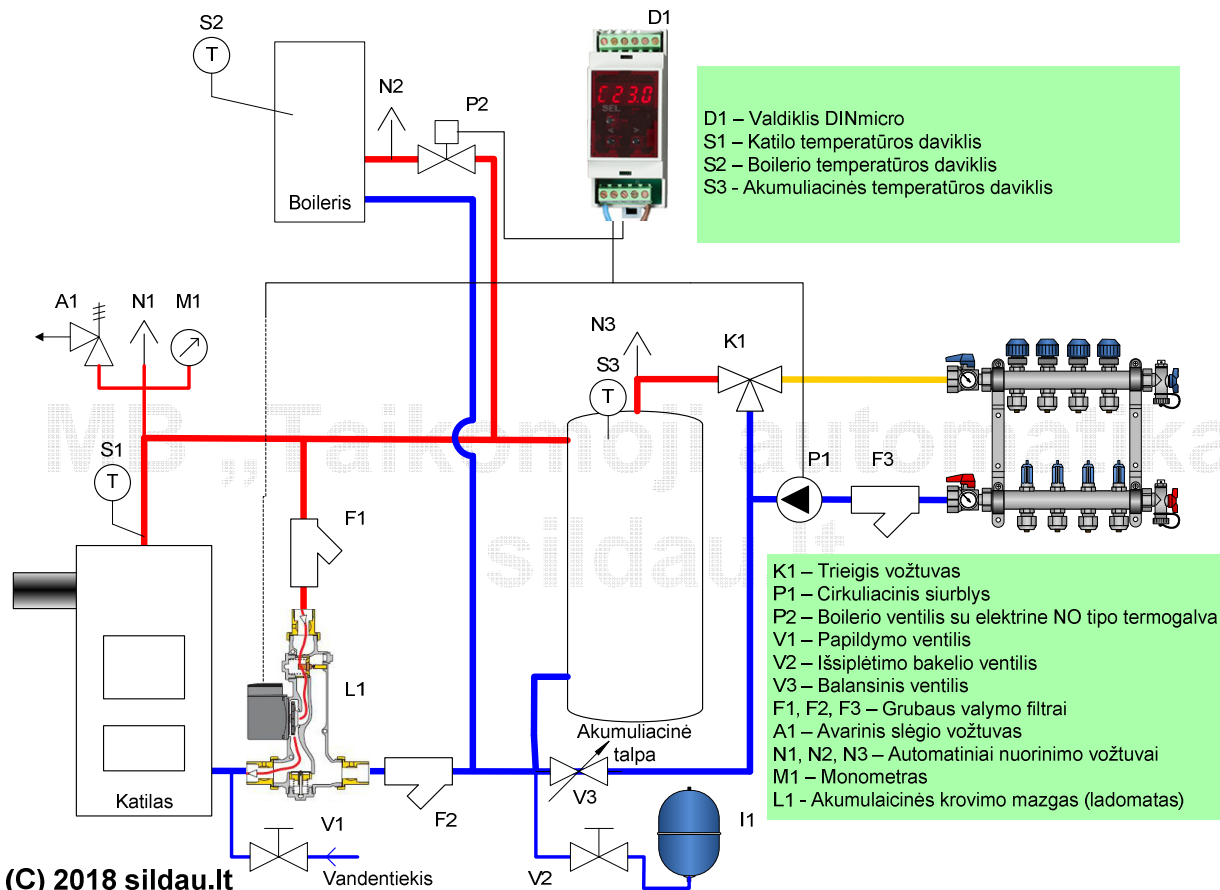 S2
T
N2
P2
D1
C 23.0
SEL
Boileris
D1 – Valdiklis DINmicro
S1 – Katilo temperatūros daviklis
S2 – Boilerio temperatūros daviklis
S3 - Akumuliacinės temperatūros daviklis
A1
N1
M1
N3
S3
T
K1
MB „Taikomoji automatika
sildau.lt
S1
T
F1
P1
F3
L1
Akumuliacinė
talpa
V3
Katilas
F2
I1
V1
Vandentiekis
V2
K1 – Trieigis vožtuvas
P1 – Cirkuliacinis siurblys
P2 – Boilerio ventilis su elektrine NO tipo termogalva
V1 – Papildymo ventilis
V2 – Išsiplėtimo bakelio ventilis
V3 – Balansinis ventilis
F1, F2, F3 – Grubaus valymo filtrai
A1 – Avarinis slėgio vožtuvas
N1, N2, N3 – Automatiniai nuorinimo vožtuvai
M1 – Monometras
L1 - Akumulaicinės krovimo mazgas (ladomatas)
(C) 2018 sildau.lt